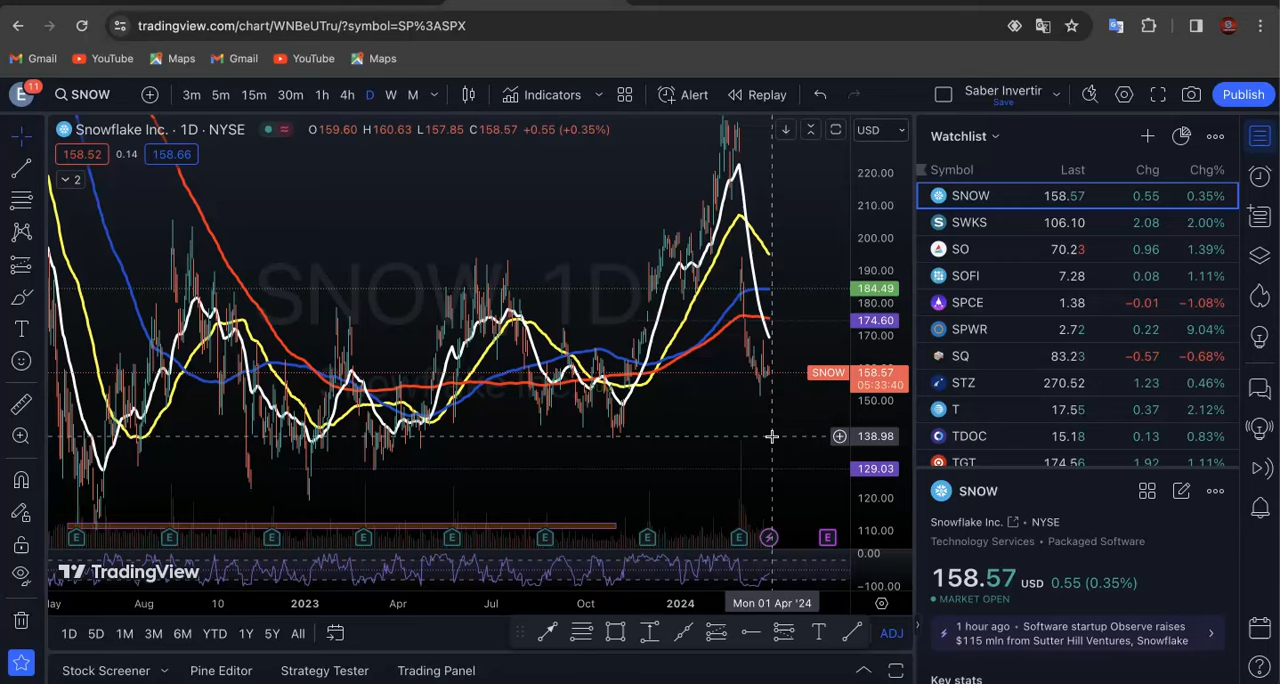 tradingview.com/chart/WNBeUTru/?symbol=SP%3ASPX
Gmail YouTube Maps Gmail YouTube Maps
E 11 SNOW 3m 5m 15m 30m 1h 4h D W M Indicators Alert Replay Saber Invertir Save Publish
Snowflake Inc. · 1D · NYSE O159.60 H160.63 L157.85 C158.57 +0.55 (+0.35%) USD
158.52 0.14 158.66
2
SNOW 1D
Snowflake Inc.
220.00
210.00
200.00
190.00
184.49
180.00
174.60
170.00
SNOW 158.57
05:33:40
150.00
138.98
129.03
120.00
110.00
E E E E E E E E E
0.00
−100.00
TradingView
May Aug 10 2023 Apr Jul Oct 2024 Mon 01 Apr '24
1D 5D 1M 3M 6M YTD 1Y 5Y All T ADJ
Stock Screener Pine Editor Strategy Tester Trading Panel
Watchlist
Symbol Last Chg Chg%
SNOW 158.57 0.55 0.35%
SWKS 106.10 2.08 2.00%
SO 70.23 0.96 1.39%
SOFI 7.28 0.08 1.11%
SPCE 1.38 −0.01 −1.08%
SPWR 2.72 0.22 9.04%
SQ 83.23 −0.57 −0.68%
STZ 270.52 1.23 0.46%
T 17.55 0.37 2.12%
TDOC 15.18 0.13 0.83%
TGT 174.56 1.92 1.11%
SNOW
Snowflake Inc. • NYSE
Technology Services • Packaged Software
158.57 USD 0.55 (0.35%)
MARKET OPEN
1 hour ago • Software startup Observe raises
$115 mln from Sutter Hill Ventures, Snowflake
Key stats